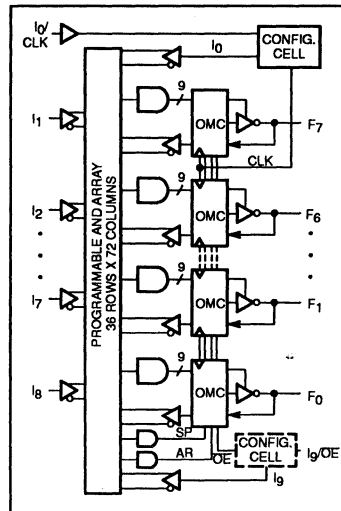 I0/
CLK
I0
CONFIG.
CELL
9
I1
OMC
F7
CLK
9
I2
OMC
F6
PROGRAMMABLE AND ARRAY
36 ROWS X 72 COLUMNS
9
I7
OMC
F1
9
I8
OMC
F0
SP
AR
OE
CONFIG.
CELL
I9/OE
I9